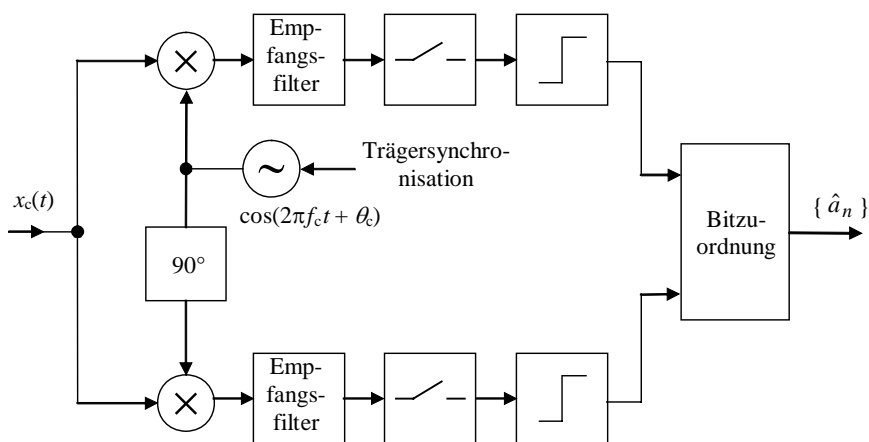 Emp-
fangs-
filter
Trägersynchro-
nisation
x_c(t)
cos(2πf_ct + θ_c)
{ â_n }
Bitzu-
ordnung
90°
Emp-
fangs-
filter